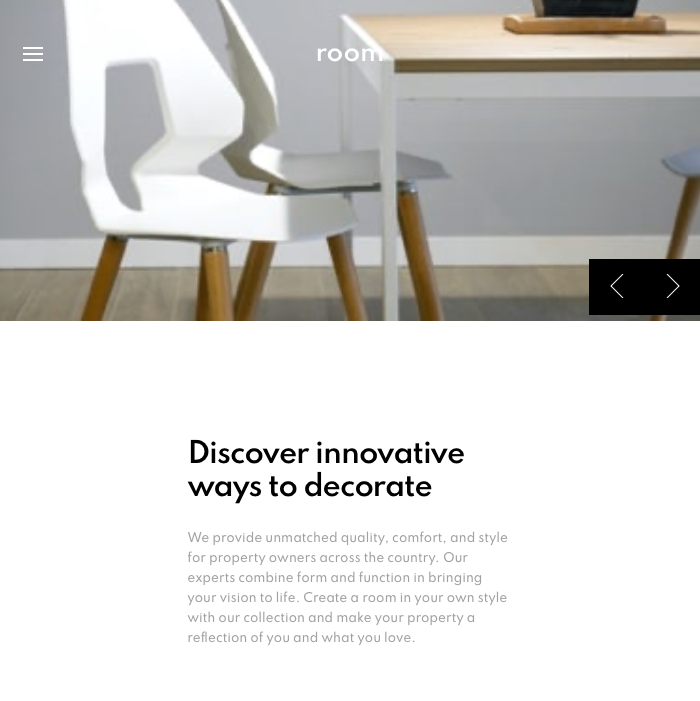 room
Discover innovative
ways to decorate
We provide unmatched quality, comfort, and style
for property owners across the country. Our
experts combine form and function in bringing
your vision to life. Create a room in your own style
with our collection and make your property a
reflection of you and what you love.